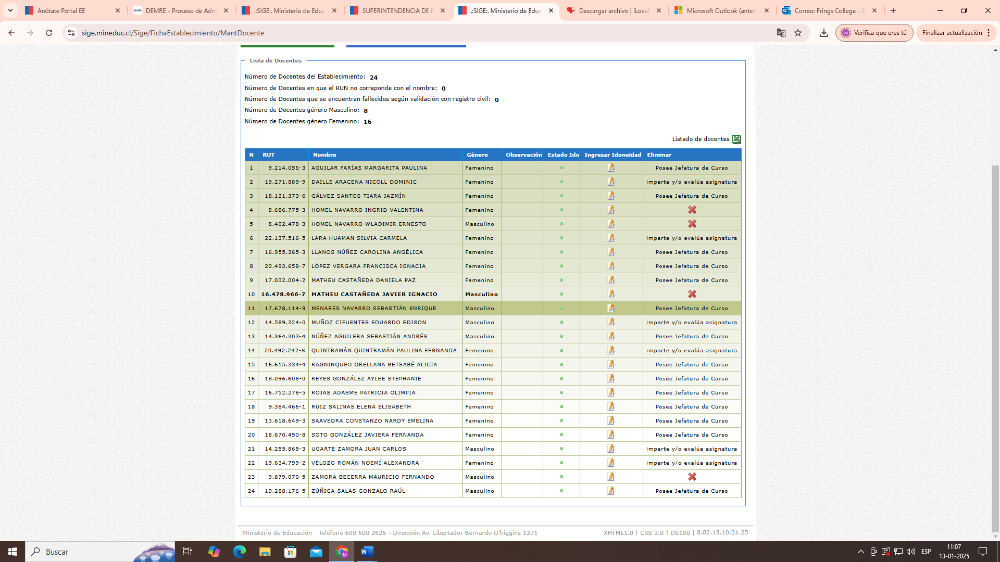 Anótate Portal EE
DEMRE - Proceso de Adm
.:SIGE:. Ministerio de Educ
SUPERINTENDENCIA DE E
.:SIGE:. Ministerio de Educ
Descargar archivo | iLoveP
Microsoft Outlook (anteri
Correo: Frings College - O
sige.mineduc.cl/Sige/FichaEstablecimiento/MantDocente
M Verifica que eres tú
Finalizar actualización
Lista de Docentes
Número de Docentes del Establecimiento: 24
Número de Docentes en que el RUN no correponde con el nombre: 0
Número de Docentes que se encuentran fallecidos según validación con registro civil: 0
Número de Docentes género Masculino: 8
Número de Docentes género Femenino: 16
Listado de docentes
N RUT Nombre Género Observación Estado Ido Ingresar Idoneidad Eliminar
1 9.214.056-3 AGUILAR FARÍAS MARGARITA PAULINA Femenino Posee Jefatura de Curso
2 19.271.889-9 DAILLE ARACENA NICOLL DOMINIC Femenino imparte y/o evalúa asignatura
3 18.121.373-6 GÁLVEZ SANTOS TIARA JAZMÍN Femenino Posee Jefatura de Curso
4 8.686.775-3 HOMEL NAVARRO INGRID VALENTINA Femenino
5 8.402.478-3 HOMEL NAVARRO WLADIMIR ERNESTO Masculino
6 22.137.516-5 LARA HUAMAN SILVIA CARMELA Femenino imparte y/o evalúa asignatura
7 16.955.365-3 LLANOS NÚÑEZ CAROLINA ANGÉLICA Femenino Posee Jefatura de Curso
8 20.493.658-7 LÓPEZ VERGARA FRANCISCA IGNACIA Femenino Posee Jefatura de Curso
9 17.032.004-2 MATHEU CASTAÑEDA DANIELA PAZ Femenino Posee Jefatura de Curso
10 16.478.966-7 MATHEU CASTAÑEDA JAVIER IGNACIO Masculino
11 17.678.114-9 MENARES NAVARRO SEBASTIÁN ENRIQUE Masculino Posee Jefatura de Curso
12 14.589.324-0 MUÑOZ CIFUENTES EDUARDO EDISON Masculino imparte y/o evalúa asignatura
13 14.364.303-4 NÚÑEZ AGUILERA SEBASTIÁN ANDRÉS Masculino Posee Jefatura de Curso
14 20.492.242-K QUINTRAMÁN QUINTRAMÁN PAULINA FERNANDA Femenino imparte y/o evalúa asignatura
15 16.615.334-4 RAGNINQUEO ORELLANA BETSABÉ ALICIA Femenino Posee Jefatura de Curso
16 18.096.608-0 REYES GONZÁLEZ AYLEE STEPHANIE Femenino Posee Jefatura de Curso
17 16.752.278-5 ROJAS ADASME PATRICIA OLIMPIA Femenino Posee Jefatura de Curso
18 9.384.466-1 RUIZ SALINAS ELENA ELISABETH Femenino Posee Jefatura de Curso
19 13.618.649-3 SAAVEDRA CONSTANZO NARDY EMELINA Femenino Posee Jefatura de Curso
20 18.670.490-8 SOTO GONZÁLEZ JAVIERA FERNANDA Femenino Posee Jefatura de Curso
21 14.255.865-3 UGARTE ZAMORA JUAN CARLOS Masculino imparte y/o evalúa asignatura
22 19.634.799-2 VELOZO ROMÁN NOEMÍ ALEXANDRA Femenino imparte y/o evalúa asignatura
23 9.879.070-5 ZAMORA BECERRA MAURICIO FERNANDO Masculino
24 19.288.176-5 ZÚÑIGA SALAS GONZALO RAÚL Masculino Posee Jefatura de Curso
Ministerio de Educación - Teléfono 600 600 2626 - Dirección Av. Libertador Bernardo O'higgins 1371
XHTML1.0 | CSS 3.0 | DS100 | 8.82.13.10.01.25
Buscar
ESP
11:07
13-01-2025